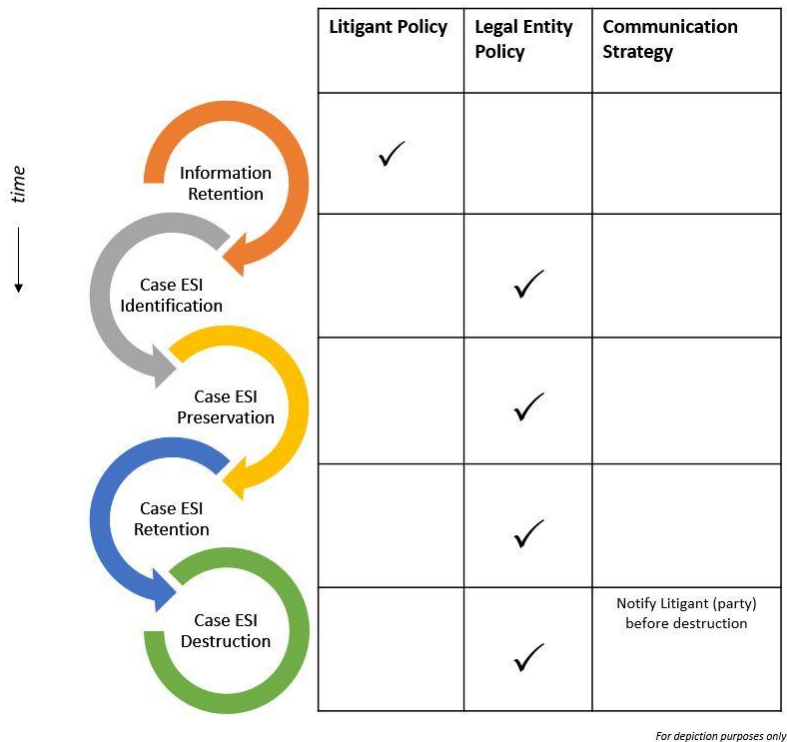 Litigant Policy
Legal Entity
Policy
Communication
Strategy
time
Information
Retention
✓
Case ESI
Identification
✓
Case ESI
Preservation
✓
Case ESI
Retention
✓
Case ESI
Destruction
✓
Notify Litigant (party)
before destruction
For depiction purposes only